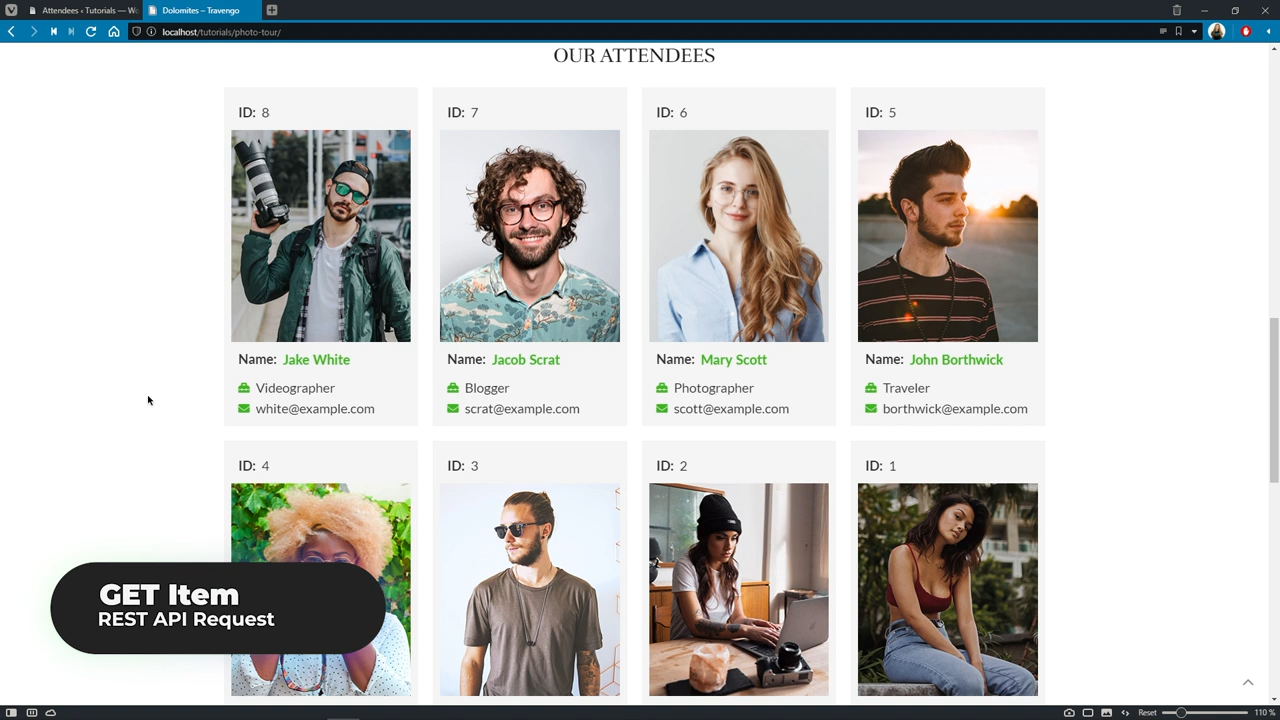 Attendees ‹ Tutorials — Wo
Dolomites – Travengo
localhost/tutorials/photo-tour/
OUR ATTENDEES
ID: 8
ID: 7
ID: 6
ID: 5
Name: Jake White
Videographer
white@example.com
Name: Jacob Scrat
Blogger
scrat@example.com
Name: Mary Scott
Photographer
scott@example.com
Name: John Borthwick
Traveler
borthwick@example.com
ID: 4
ID: 3
ID: 2
ID: 1
GET Item
REST API Request
Reset
110 %